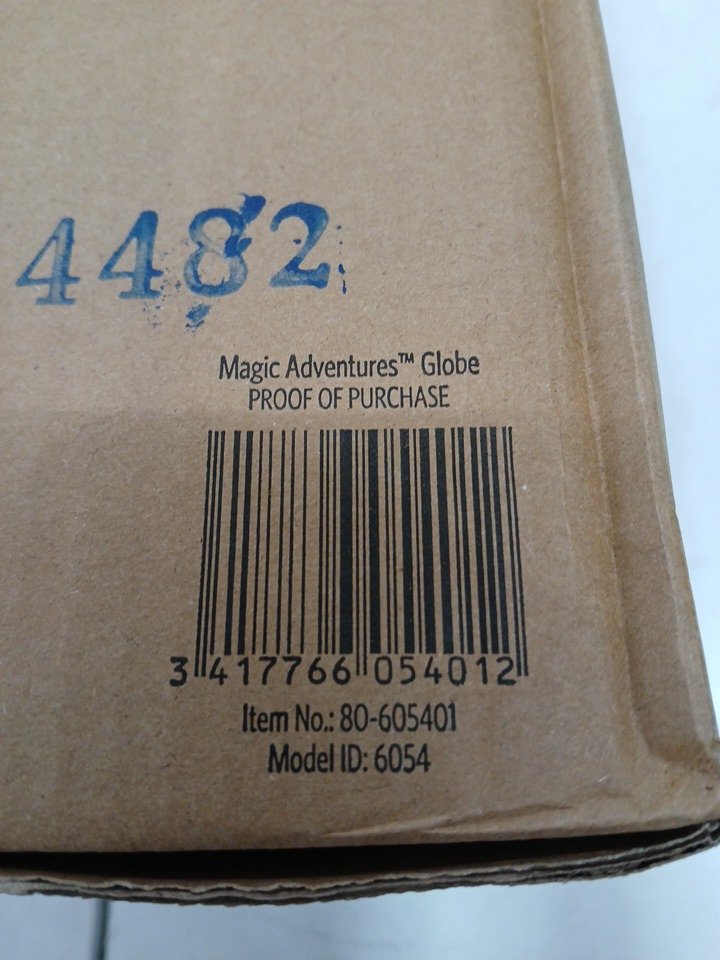 4482
Magic Adventures™ Globe
PROOF OF PURCHASE
3 417766 054012
Item No.: 80-605401
Model ID: 6054